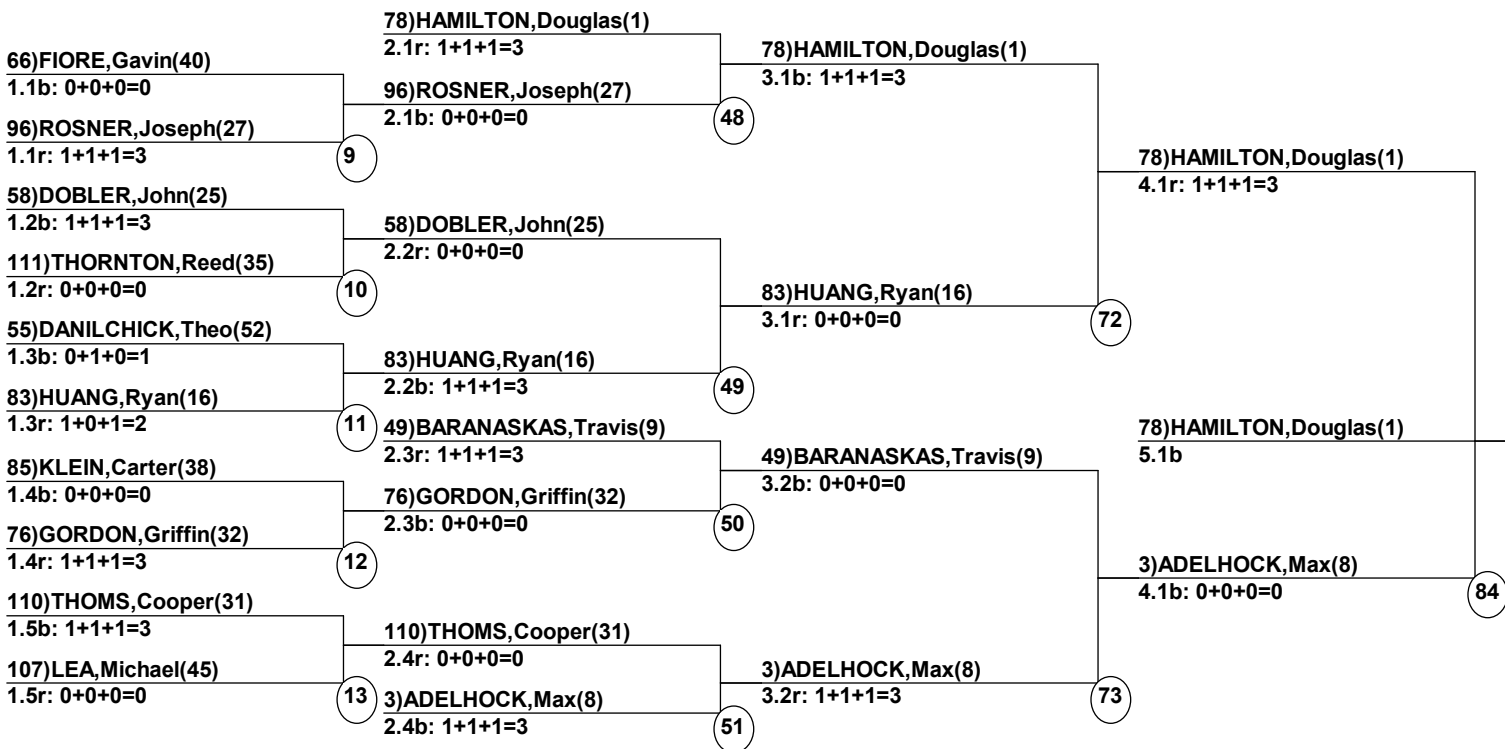 66)FIORE,Gavin(40)
1.1b: 0+0+0=0
96)ROSNER,Joseph(27)
1.1r: 1+1+1=3
9
58)DOBLER,John(25)
1.2b: 1+1+1=3
111)THORNTON,Reed(35)
1.2r: 0+0+0=0
10
55)DANILCHICK,Theo(52)
1.3b: 0+1+0=1
83)HUANG,Ryan(16)
1.3r: 1+0+1=2
11
85)KLEIN,Carter(38)
1.4b: 0+0+0=0
76)GORDON,Griffin(32)
1.4r: 1+1+1=3
12
110)THOMS,Cooper(31)
1.5b: 1+1+1=3
107)LEA,Michael(45)
1.5r: 0+0+0=0
13
78)HAMILTON,Douglas(1)
2.1r: 1+1+1=3
96)ROSNER,Joseph(27)
2.1b: 0+0+0=0
48
58)DOBLER,John(25)
2.2r: 0+0+0=0
83)HUANG,Ryan(16)
2.2b: 1+1+1=3
49
49)BARANASKAS,Travis(9)
2.3r: 1+1+1=3
76)GORDON,Griffin(32)
2.3b: 0+0+0=0
50
110)THOMS,Cooper(31)
2.4r: 0+0+0=0
3)ADELHOCK,Max(8)
2.4b: 1+1+1=3
51
78)HAMILTON,Douglas(1)
3.1b: 1+1+1=3
83)HUANG,Ryan(16)
3.1r: 0+0+0=0
72
49)BARANASKAS,Travis(9)
3.2b: 0+0+0=0
3)ADELHOCK,Max(8)
3.2r: 1+1+1=3
73
78)HAMILTON,Douglas(1)
4.1r: 1+1+1=3
78)HAMILTON,Douglas(1)
5.1b
3)ADELHOCK,Max(8)
4.1b: 0+0+0=0
84